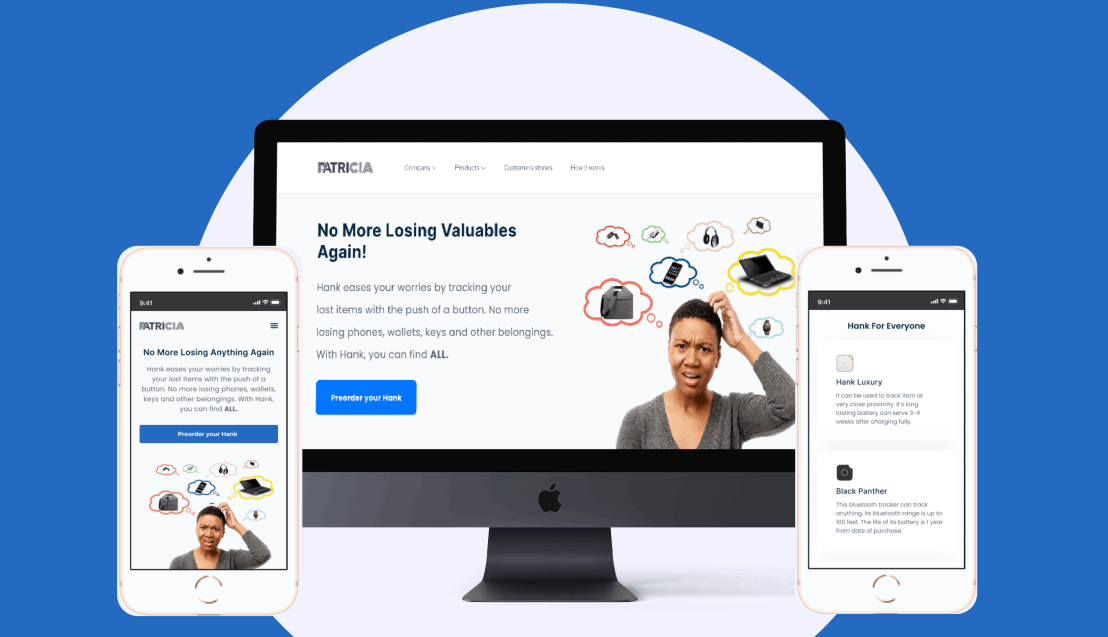 PATRICIA
Company
Products
Customers stories
How it works
No More Losing Valuables
Again!
Hank eases your worries by tracking your
lost items with the push of a button. No more
losing phones, wallets, keys and other belongings.
With Hank, you can find ALL.
Preorder your Hank
9:41
PATRICIA
No More Losing Anything Again
Hank eases your worries by tracking
your lost items with the push of a
button. No more losing phones, wallets,
keys and other belongings. With Hank,
you can find ALL.
Preorder your Hank
9:41
Hank For Everyone
Hank Luxury
It can be used to track item at
very close proximity. It's long
lasting battery can serve 3-4
weeks after charging fully.
Black Panther
This bluetooth tracker can track
anything. Its bluetooth range is up to
100 feet. The life of its battery is 1 year
from date of purchase.